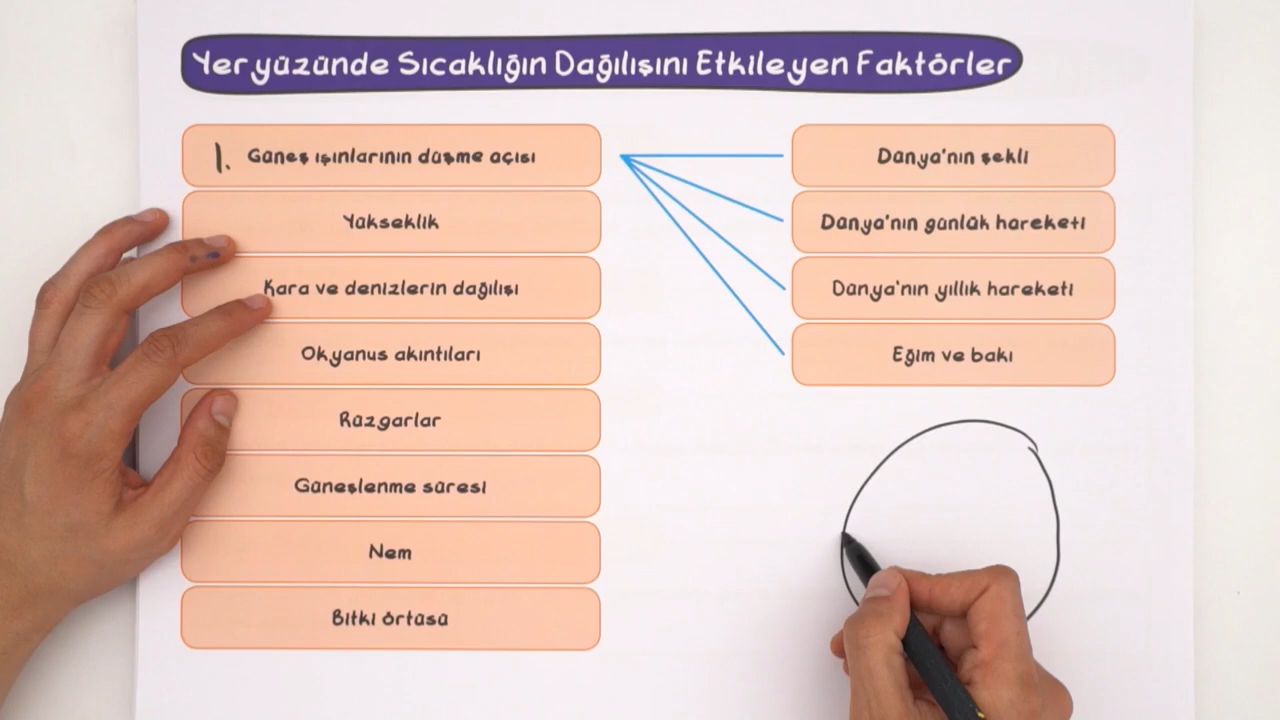 Yeryüzünde Sıcaklığın Dağılışını Etkileyen Faktörler
1. Güneş ışınlarının düşme açısı
Yükseklik
Kara ve denizlerin dağılışı
Okyanus akıntıları
Rüzgarlar
Güneşlenme süresi
Nem
Bitki örtüsü
Dünya'nın şekli
Dünya'nın günlük hareketi
Dünya'nın yıllık hareketi
Eğim ve bakı